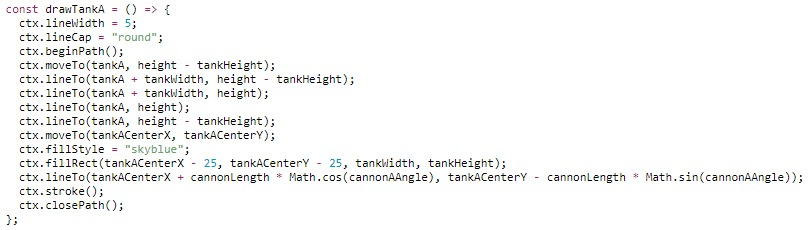 const drawTankA = () => {
  ctx.lineWidth = 5;
  ctx.lineCap = "round";
  ctx.beginPath();
  ctx.moveTo(tankA, height - tankHeight);
  ctx.lineTo(tankA + tankWidth, height - tankHeight);
  ctx.lineTo(tankA + tankWidth, height);
  ctx.lineTo(tankA, height);
  ctx.lineTo(tankA, height - tankHeight);
  ctx.moveTo(tankACenterX, tankACenterY);
  ctx.fillStyle = "skyblue";
  ctx.fillRect(tankACenterX - 25, tankACenterY - 25, tankWidth, tankHeight);
  ctx.lineTo(tankACenterX + cannonLength * Math.cos(cannonAAngle), tankACenterY - cannonLength * Math.sin(cannonAAngle));
  ctx.stroke();
  ctx.closePath();
};